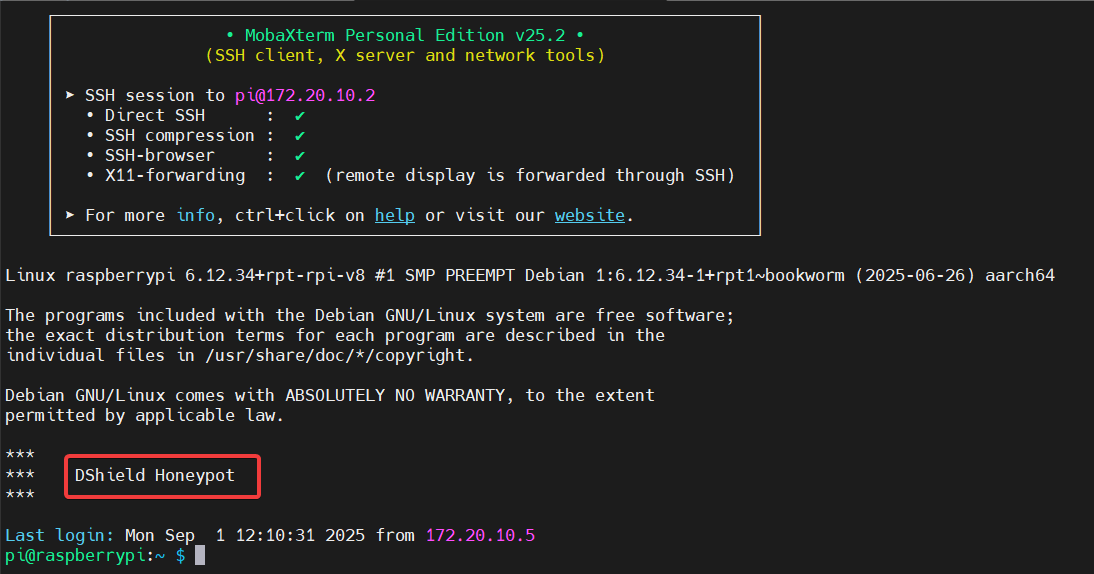 • MobaXterm Personal Edition v25.2 •
(SSH client, X server and network tools)
➤ SSH session to pi@172.20.10.2
• Direct SSH : ✔
• SSH compression : ✔
• SSH-browser : ✔
• X11-forwarding : ✔ (remote display is forwarded through SSH)
➤ For more info, ctrl+click on help or visit our website.
Linux raspberrypi 6.12.34+rpt-rpi-v8 #1 SMP PREEMPT Debian 1:6.12.34-1+rpt1~bookworm (2025-06-26) aarch64
The programs included with the Debian GNU/Linux system are free software;
the exact distribution terms for each program are described in the
individual files in /usr/share/doc/*/copyright.
Debian GNU/Linux comes with ABSOLUTELY NO WARRANTY, to the extent
permitted by applicable law.
***
*** DShield Honeypot
***
Last login: Mon Sep  1 12:10:31 2025 from 172.20.10.5
pi@raspberrypi:~ $